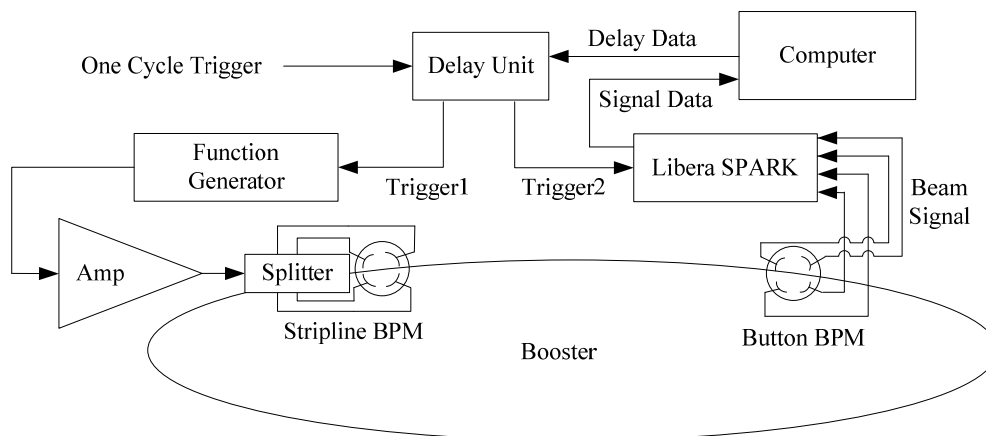 One Cycle Trigger
Delay Unit
Delay Data
Computer
Signal Data
Function
Generator
Trigger1
Trigger2
Libera SPARK
Beam
Signal
Amp
Splitter
Stripline BPM
Button BPM
Booster